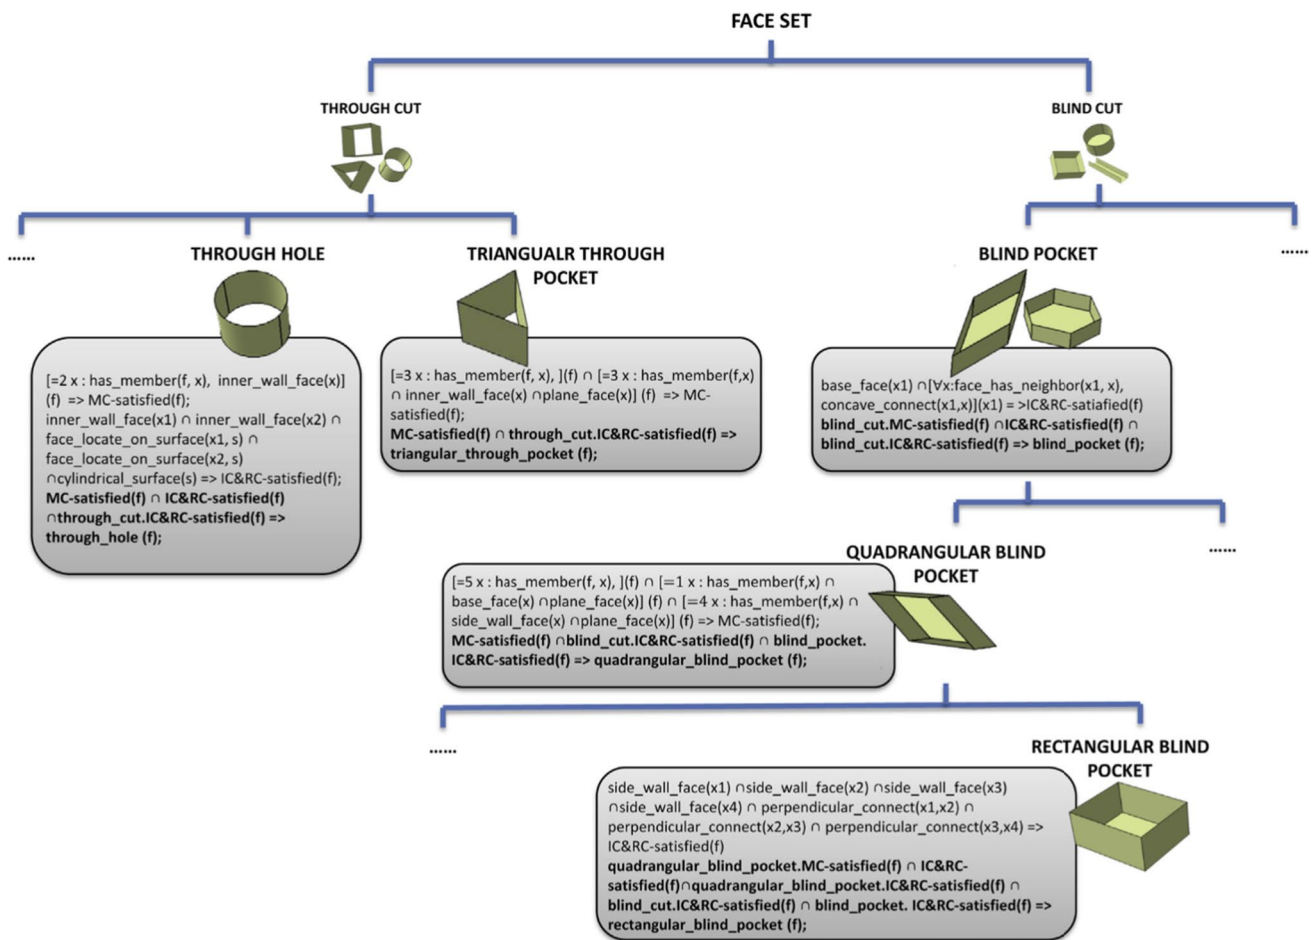 FACE SET
THROUGH CUT
BLIND CUT
......
THROUGH HOLE
TRIANGUALR THROUGH
POCKET
BLIND POCKET
......
[=2 x : has_member(f, x), inner_wall_face(x)]
(f) => MC-satisfied(f);
inner_wall_face(x1) ∩ inner_wall_face(x2) ∩
face_locate_on_surface(x1, s) ∩
face_locate_on_surface(x2, s)
∩cylindrical_surface(s) => IC&RC-satisfied(f);
MC-satisfied(f) ∩ IC&RC-satisfied(f)
∩through_cut.IC&RC-satisfied(f) =>
through_hole (f);
[=3 x : has_member(f, x), ](f) ∩ [=3 x : has_member(f,x)
∩ inner_wall_face(x) ∩plane_face(x)] (f) => MC-
satisfied(f);
MC-satisfied(f) ∩ through_cut.IC&RC-satisfied(f) =>
triangular_through_pocket (f);
base_face(x1) ∩[∀x:face_has_neighbor(x1, x),
concave_connect(x1,x)](x1) = >IC&RC-satiafied(f)
blind_cut.MC-satisfied(f) ∩IC&RC-satisfied(f) ∩
blind_cut.IC&RC-satisfied(f) => blind_pocket (f);
QUADRANGULAR BLIND
POCKET
......
[=5 x : has_member(f, x), ](f) ∩ [=1 x : has_member(f,x) ∩
base_face(x) ∩plane_face(x)] (f) ∩ [=4 x : has_member(f,x) ∩
side_wall_face(x) ∩plane_face(x)] (f) => MC-satisfied(f);
MC-satisfied(f) ∩blind_cut.IC&RC-satisfied(f) ∩ blind_pocket.
IC&RC-satisfied(f) => quadrangular_blind_pocket (f);
......
RECTANGULAR BLIND
POCKET
side_wall_face(x1) ∩side_wall_face(x2) ∩side_wall_face(x3)
∩side_wall_face(x4) ∩ perpendicular_connect(x1,x2) ∩
perpendicular_connect(x2,x3) ∩ perpendicular_connect(x3,x4) =>
IC&RC-satisfied(f)
quadrangular_blind_pocket.MC-satisfied(f) ∩ IC&RC-
satisfied(f)∩quadrangular_blind_pocket.IC&RC-satisfied(f) ∩
blind_cut.IC&RC-satisfied(f) ∩ blind_pocket. IC&RC-satisfied(f) =>
rectangular_blind_pocket (f);